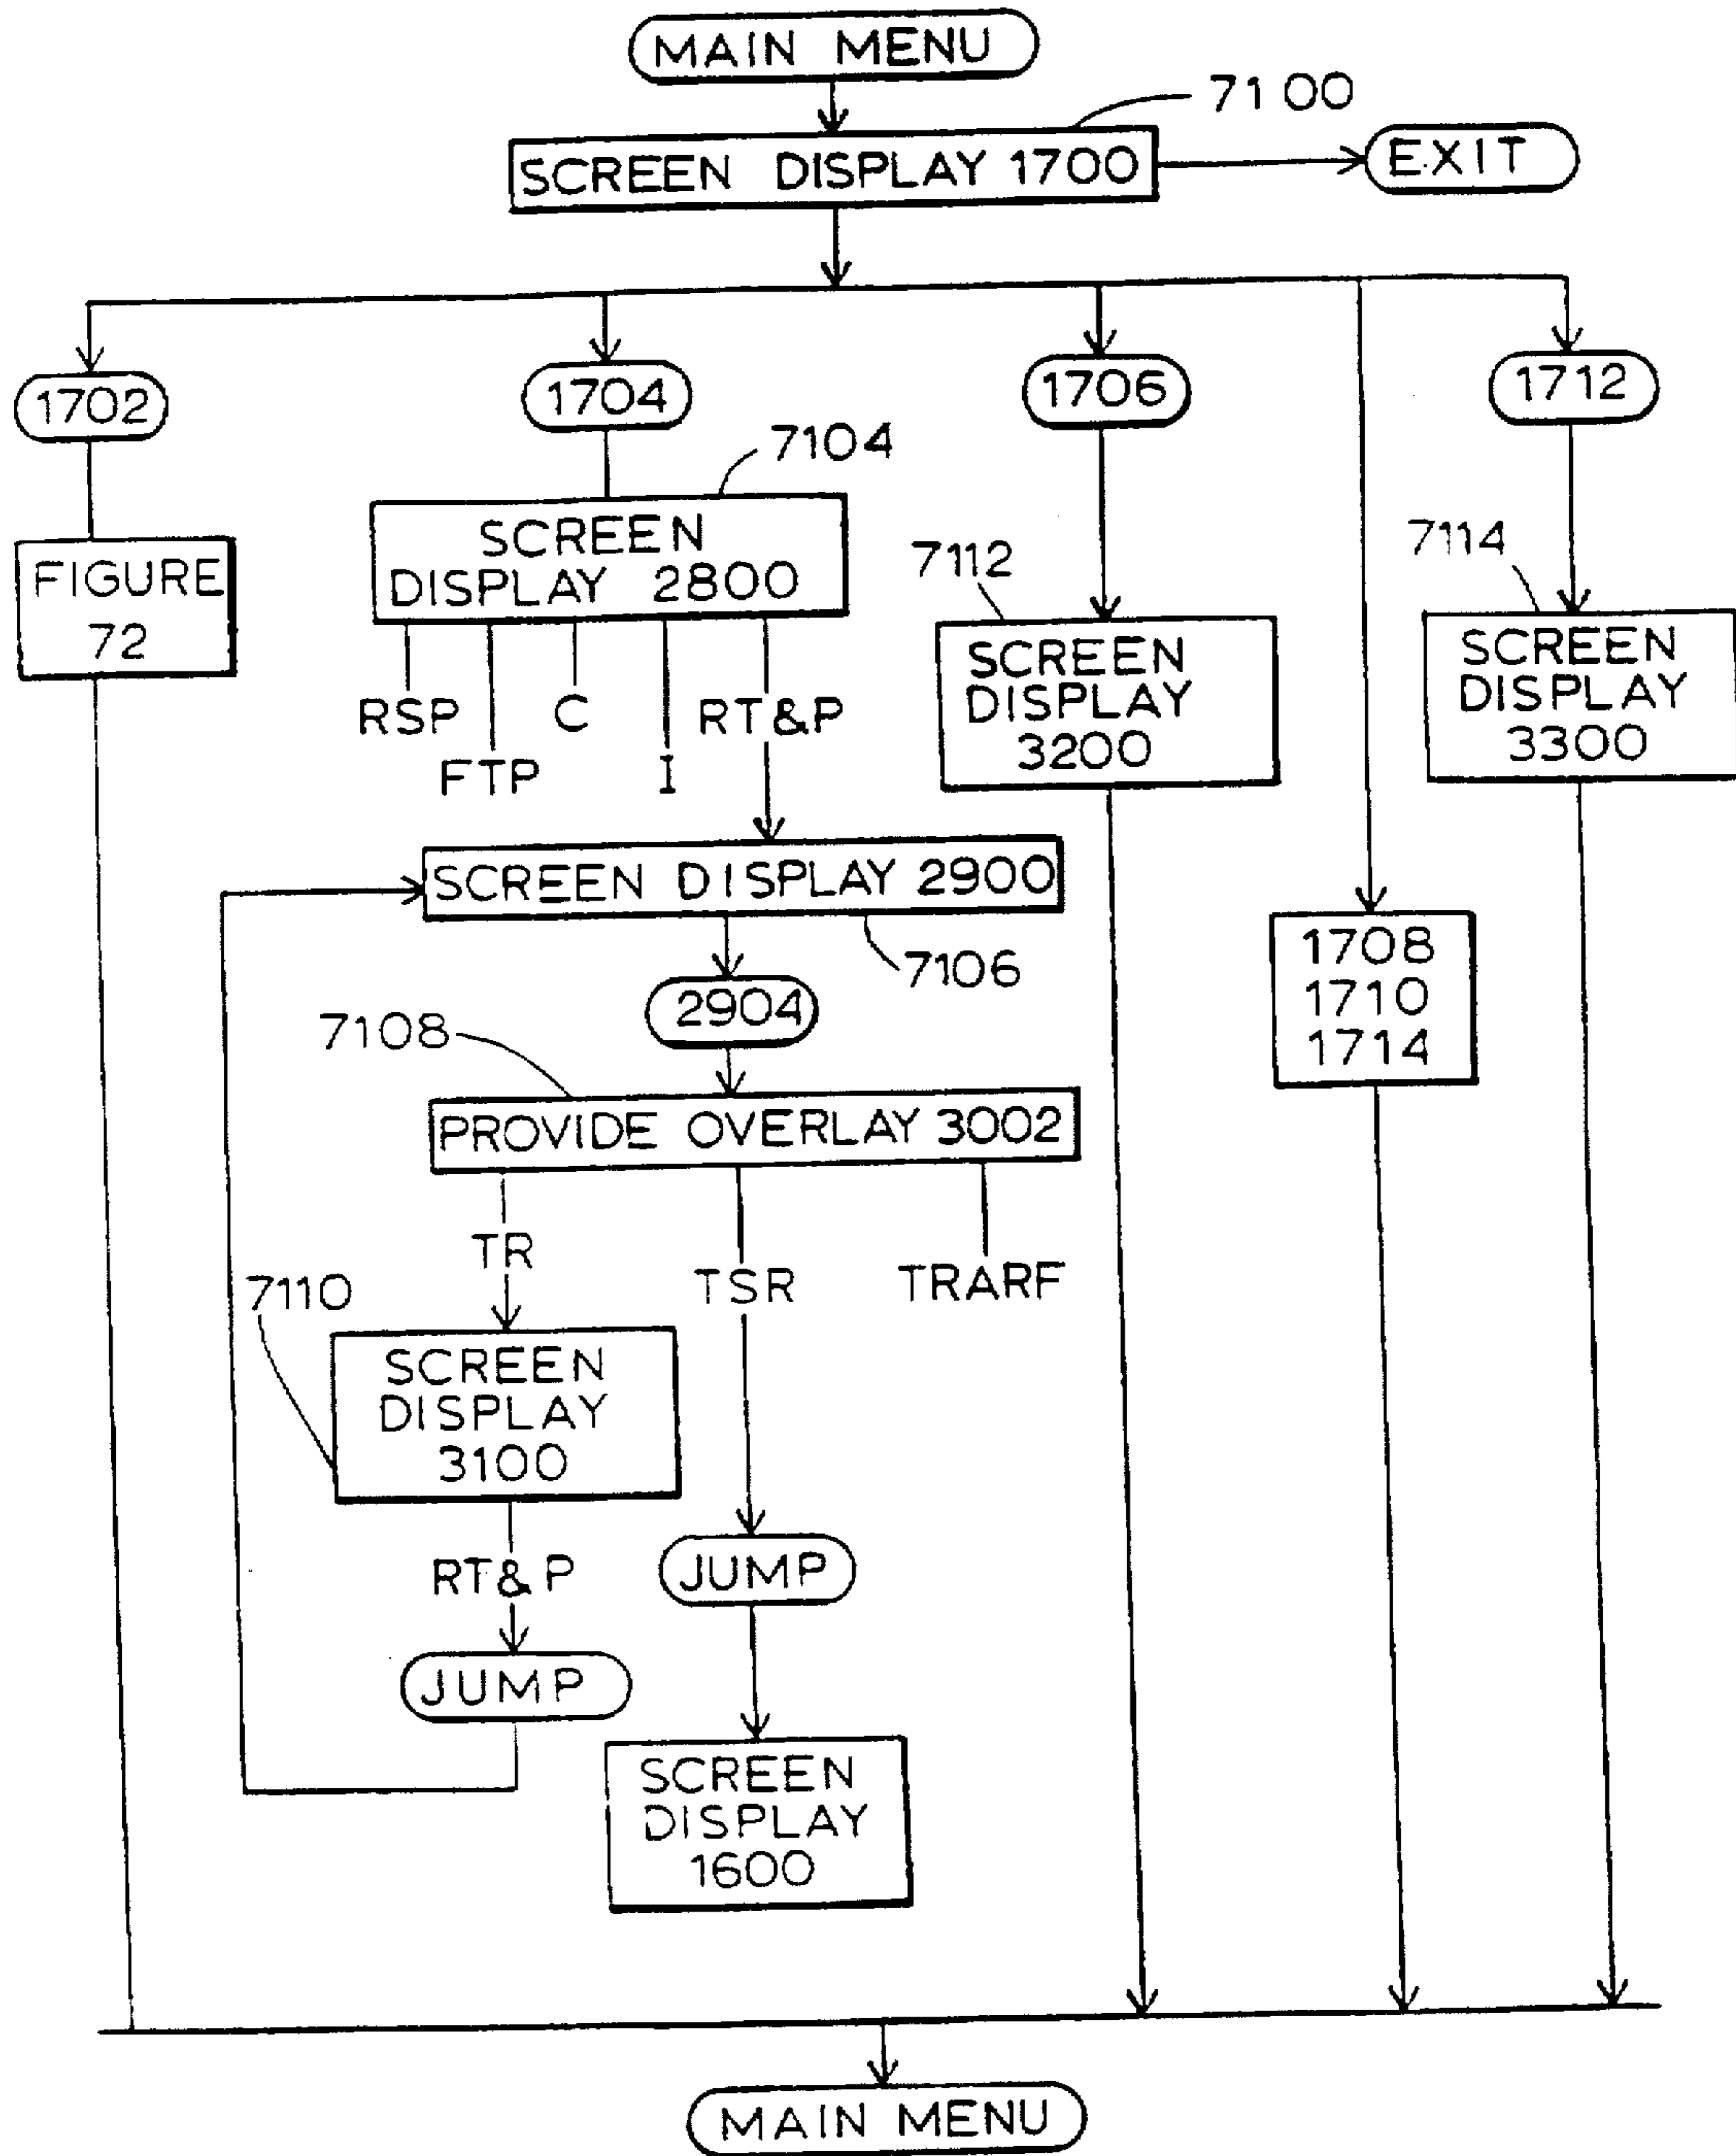 MAIN MENU
7100
SCREEN DISPLAY 1700
EXIT
1702
1704
1706
1712
7104
FIGURE
72
SCREEN
DISPLAY 2800
7112
7114
SCREEN
DISPLAY
3200
SCREEN
DISPLAY
3300
RSP
FTP
C
I
RT&P
SCREEN DISPLAY 2900
7106
2904
1708
1710
1714
7108
PROVIDE OVERLAY 3002
TR
TSR
TRARF
7110
SCREEN
DISPLAY
3100
RT&P
JUMP
JUMP
SCREEN
DISPLAY
1600
MAIN MENU